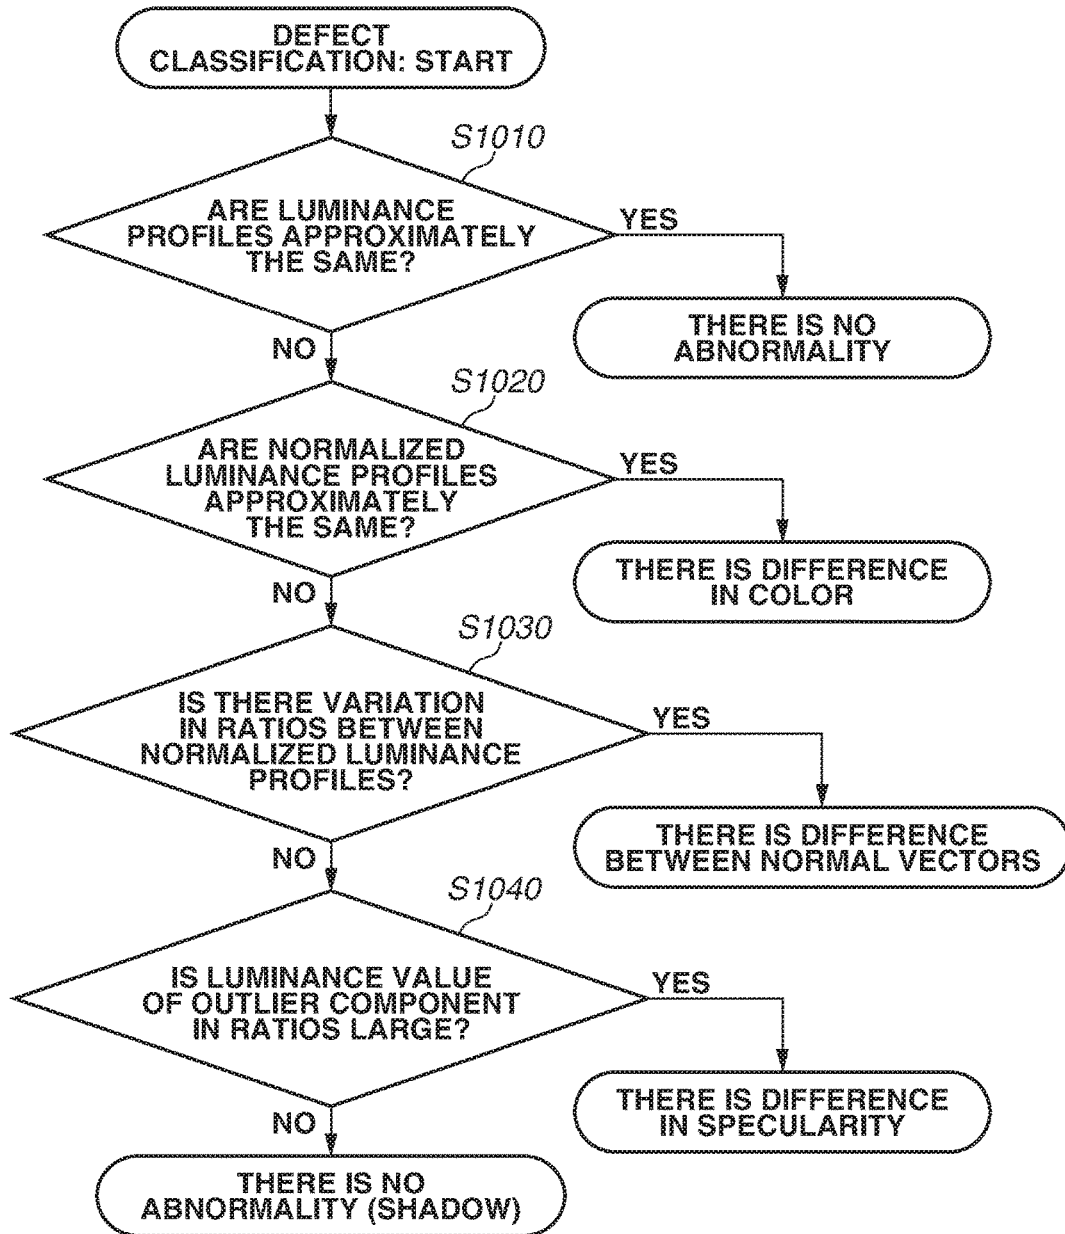 DEFECT
CLASSIFICATION: START
S1010
ARE LUMINANCE
PROFILES APPROXIMATELY
THE SAME?
YES
THERE IS NO
ABNORMALITY
NO
S1020
ARE NORMALIZED
LUMINANCE PROFILES
APPROXIMATELY
THE SAME?
YES
THERE IS DIFFERENCE
IN COLOR
NO
S1030
IS THERE VARIATION
IN RATIOS BETWEEN
NORMALIZED LUMINANCE
PROFILES?
YES
THERE IS DIFFERENCE
BETWEEN NORMAL VECTORS
NO
S1040
IS LUMINANCE VALUE
OF OUTLIER COMPONENT
IN RATIOS LARGE?
YES
THERE IS DIFFERENCE
IN SPECULARITY
NO
THERE IS NO
ABNORMALITY (SHADOW)